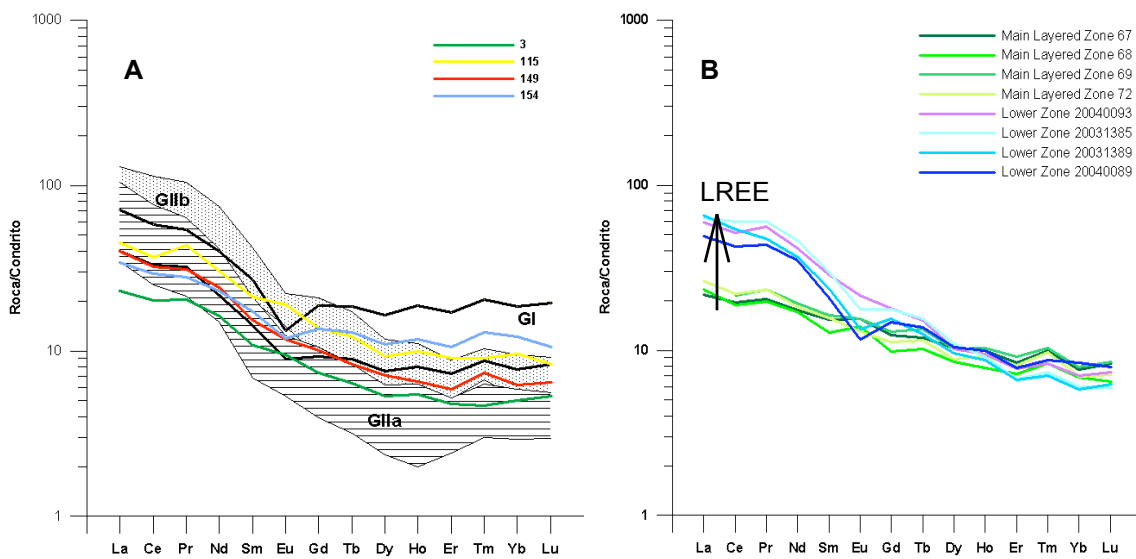 A
1000
100
10
1
Roca/Condrito
3
115
149
154
GIIb
GI
GIIa
La Ce Pr Nd Sm Eu Gd Tb Dy Ho Er Tm Yb Lu
B
1000
100
10
1
Roca/Condrito
Main Layered Zone 67
Main Layered Zone 68
Main Layered Zone 69
Main Layered Zone 72
Lower Zone 20040093
Lower Zone 20031385
Lower Zone 20031389
Lower Zone 20040089
LREE
La Ce Pr Nd Sm Eu Gd Tb Dy Ho Er Tm Yb Lu